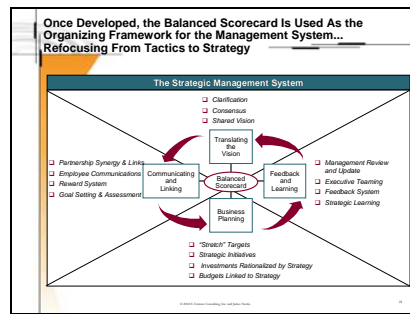 Once Developed, the Balanced Scorecard Is Used As the
Organizing Framework for the Management System...
Refocusing From Tactics to Strategy
The Strategic Management System
❑ Clarification
❑ Consensus
❑ Shared Vision
Translating
the
Vision
❑ Partnership Synergy & Links
❑ Employee Communications
❑ Reward System
❑ Goal Setting & Assessment
Communicating
and
Linking
Balanced
Scorecard
Feedback
and
Learning
❑ Management Review
and Update
❑ Executive Teaming
❑ Feedback System
❑ Strategic Learning
Business
Planning
❑ "Stretch" Targets
❑ Strategic Initiatives
❑ Investments Rationalized by Strategy
❑ Budgets Linked to Strategy